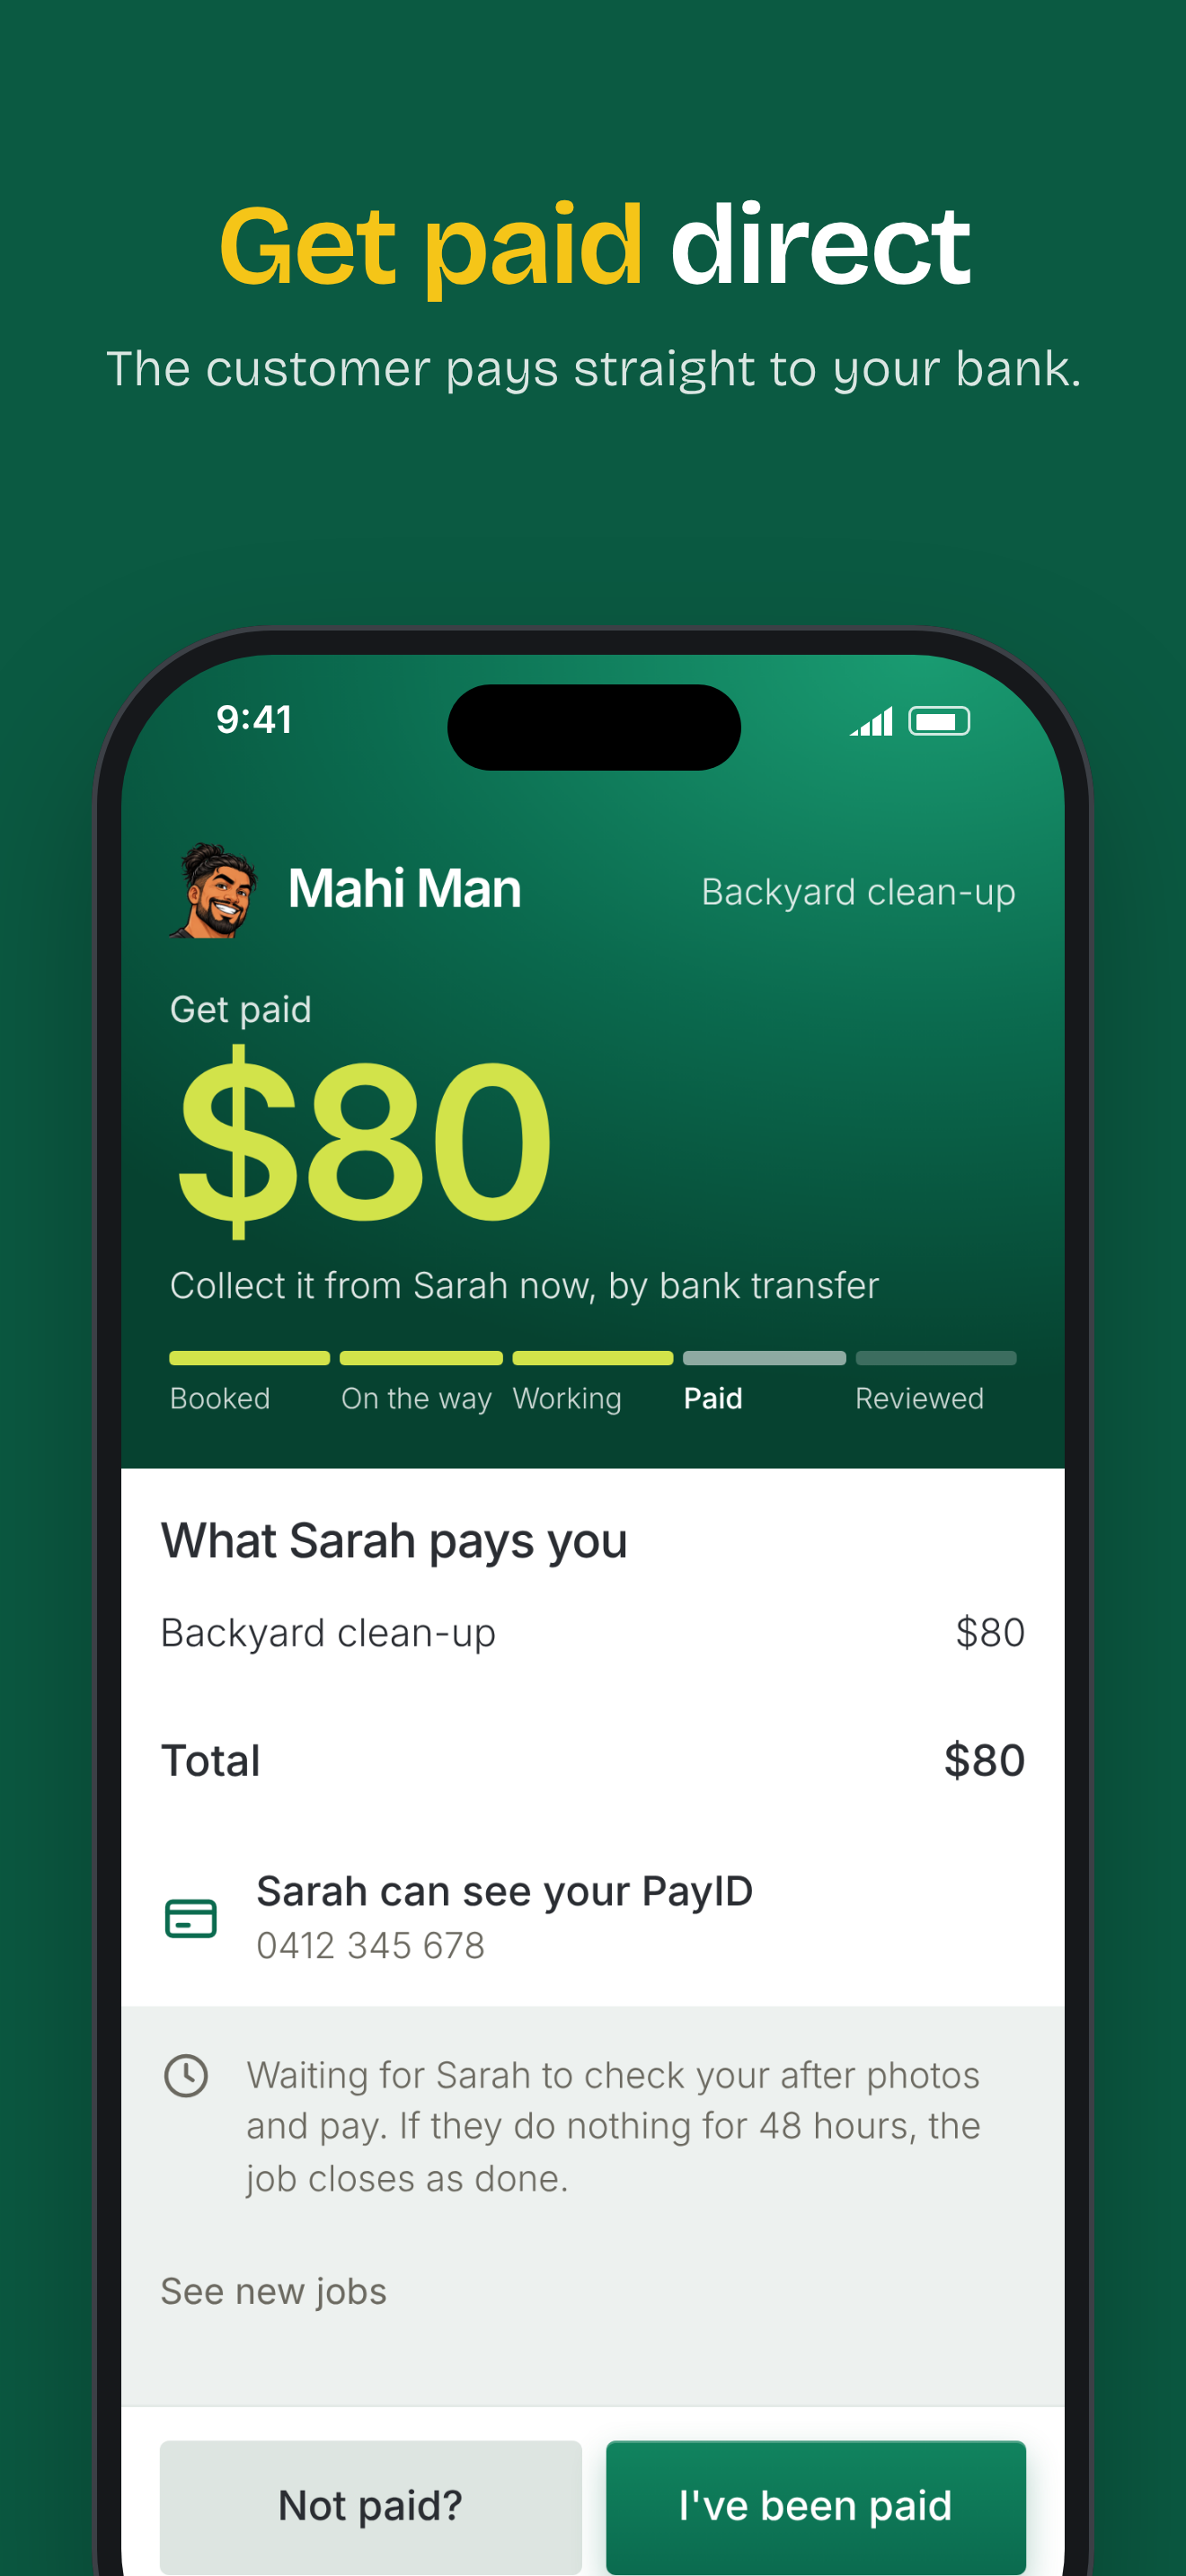 Get paid direct
The customer pays straight to your bank.
9:41
Mahi Man
Backyard clean-up
Get paid
$80
Collect it from Sarah now, by bank transfer
Booked On the way Working Paid Reviewed
What Sarah pays you
Backyard clean-up $80
Total $80
Sarah can see your PayID
0412 345 678
Waiting for Sarah to check your after photos
and pay. If they do nothing for 48 hours, the
job closes as done.
See new jobs
Not paid? I've been paid